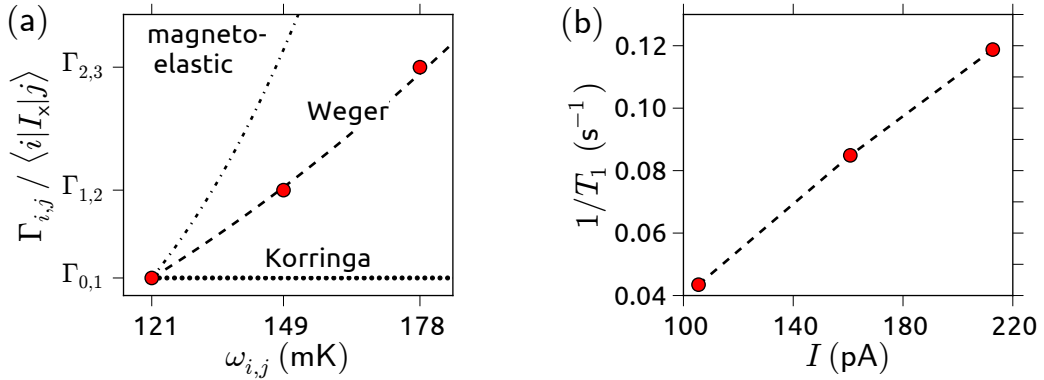 (a)
magneto-
elastic
Weger
Korringa
Γ2,3
Γ1,2
Γ0,1
Γi,j / ⟨i|Ix|j⟩
121 149 178
ωi,j (mK)
(b)
0.12
0.10
0.08
0.06
0.04
1/T1 (s−1)
100 140 180 220
I (pA)